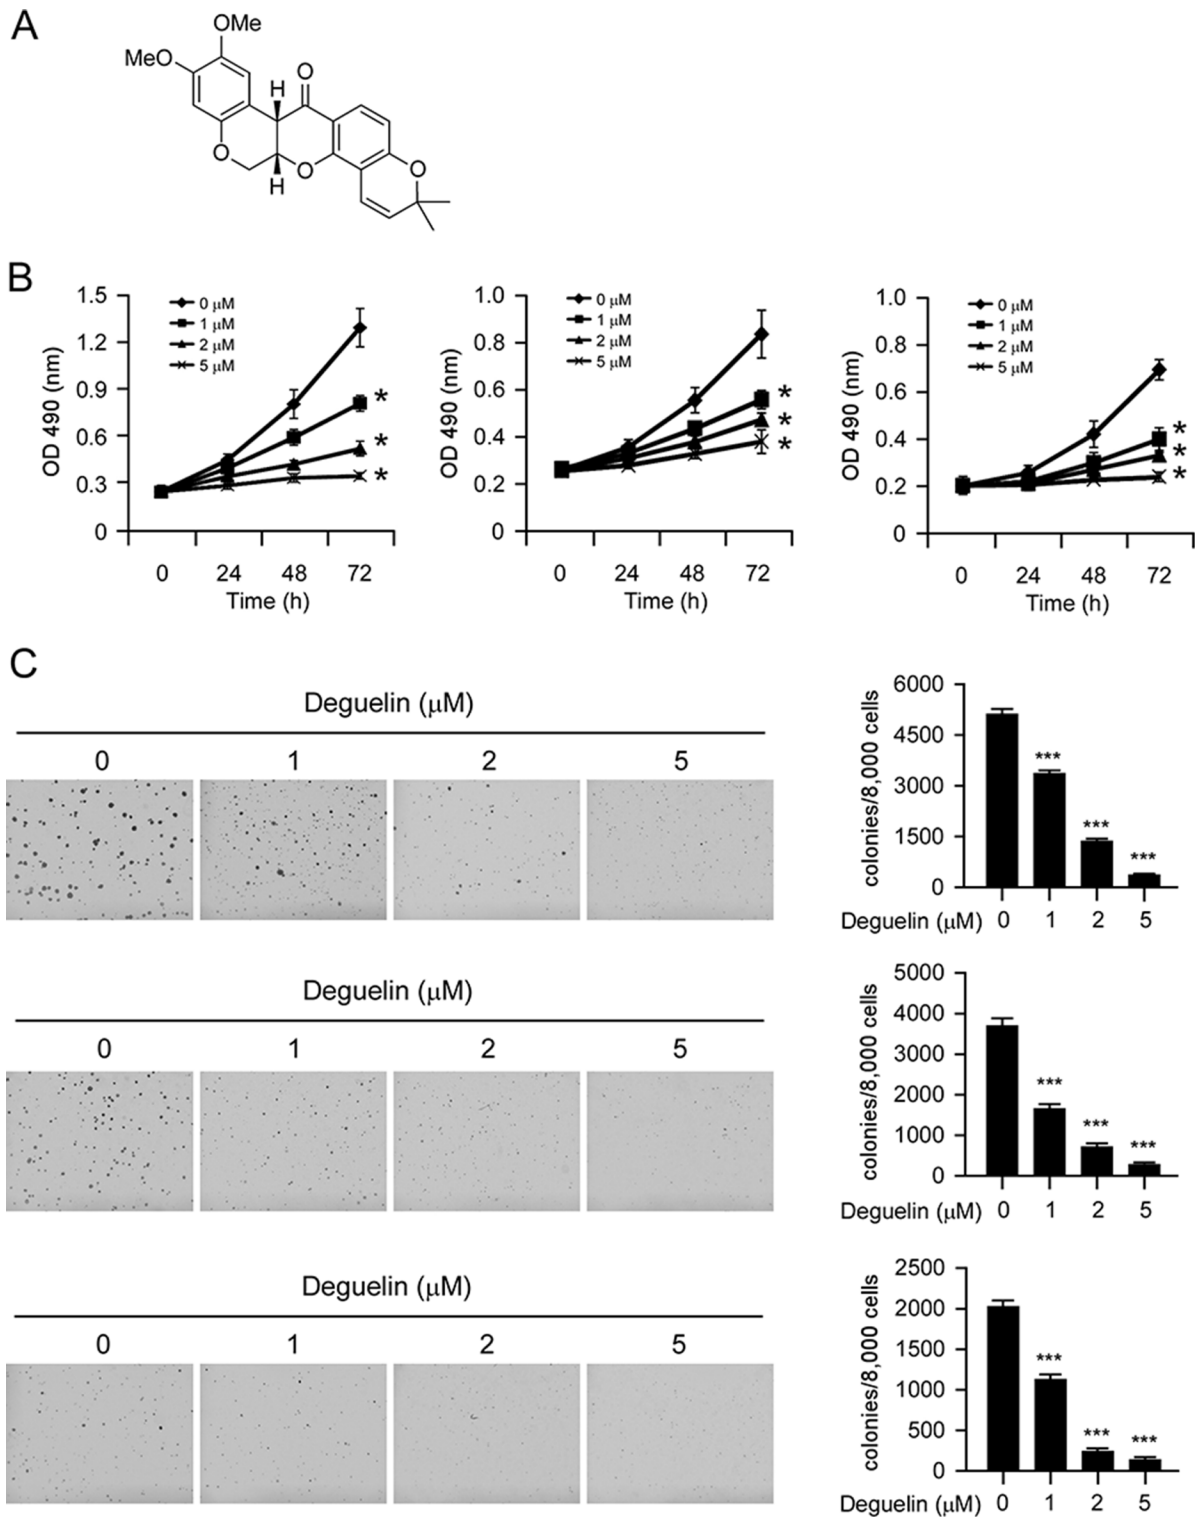 A
OMe
MeO
H
O
O
O
H
O
B
1.5
1.2
0.9
0.6
0.3
0
OD 490 (nm)
0 μM
1 μM
2 μM
5 μM
*
*
*
0 24 48 72
Time (h)
1.0
0.8
0.6
0.4
0.2
0
OD 490 (nm)
0 μM
1 μM
2 μM
5 μM
*
*
*
0 24 48 72
Time (h)
1.0
0.8
0.6
0.4
0.2
0
OD 490 (nm)
0 μM
1 μM
2 μM
5 μM
*
*
*
0 24 48 72
Time (h)
C
Deguelin (μM)
0 1 2 5
6000
4500
3000
1500
0
colonies/8,000 cells
***
***
***
Deguelin (μM) 0 1 2 5
Deguelin (μM)
0 1 2 5
5000
4000
3000
2000
1000
0
colonies/8,000 cells
***
***
***
Deguelin (μM) 0 1 2 5
Deguelin (μM)
0 1 2 5
2500
2000
1500
1000
500
0
colonies/8,000 cells
***
***
***
Deguelin (μM) 0 1 2 5